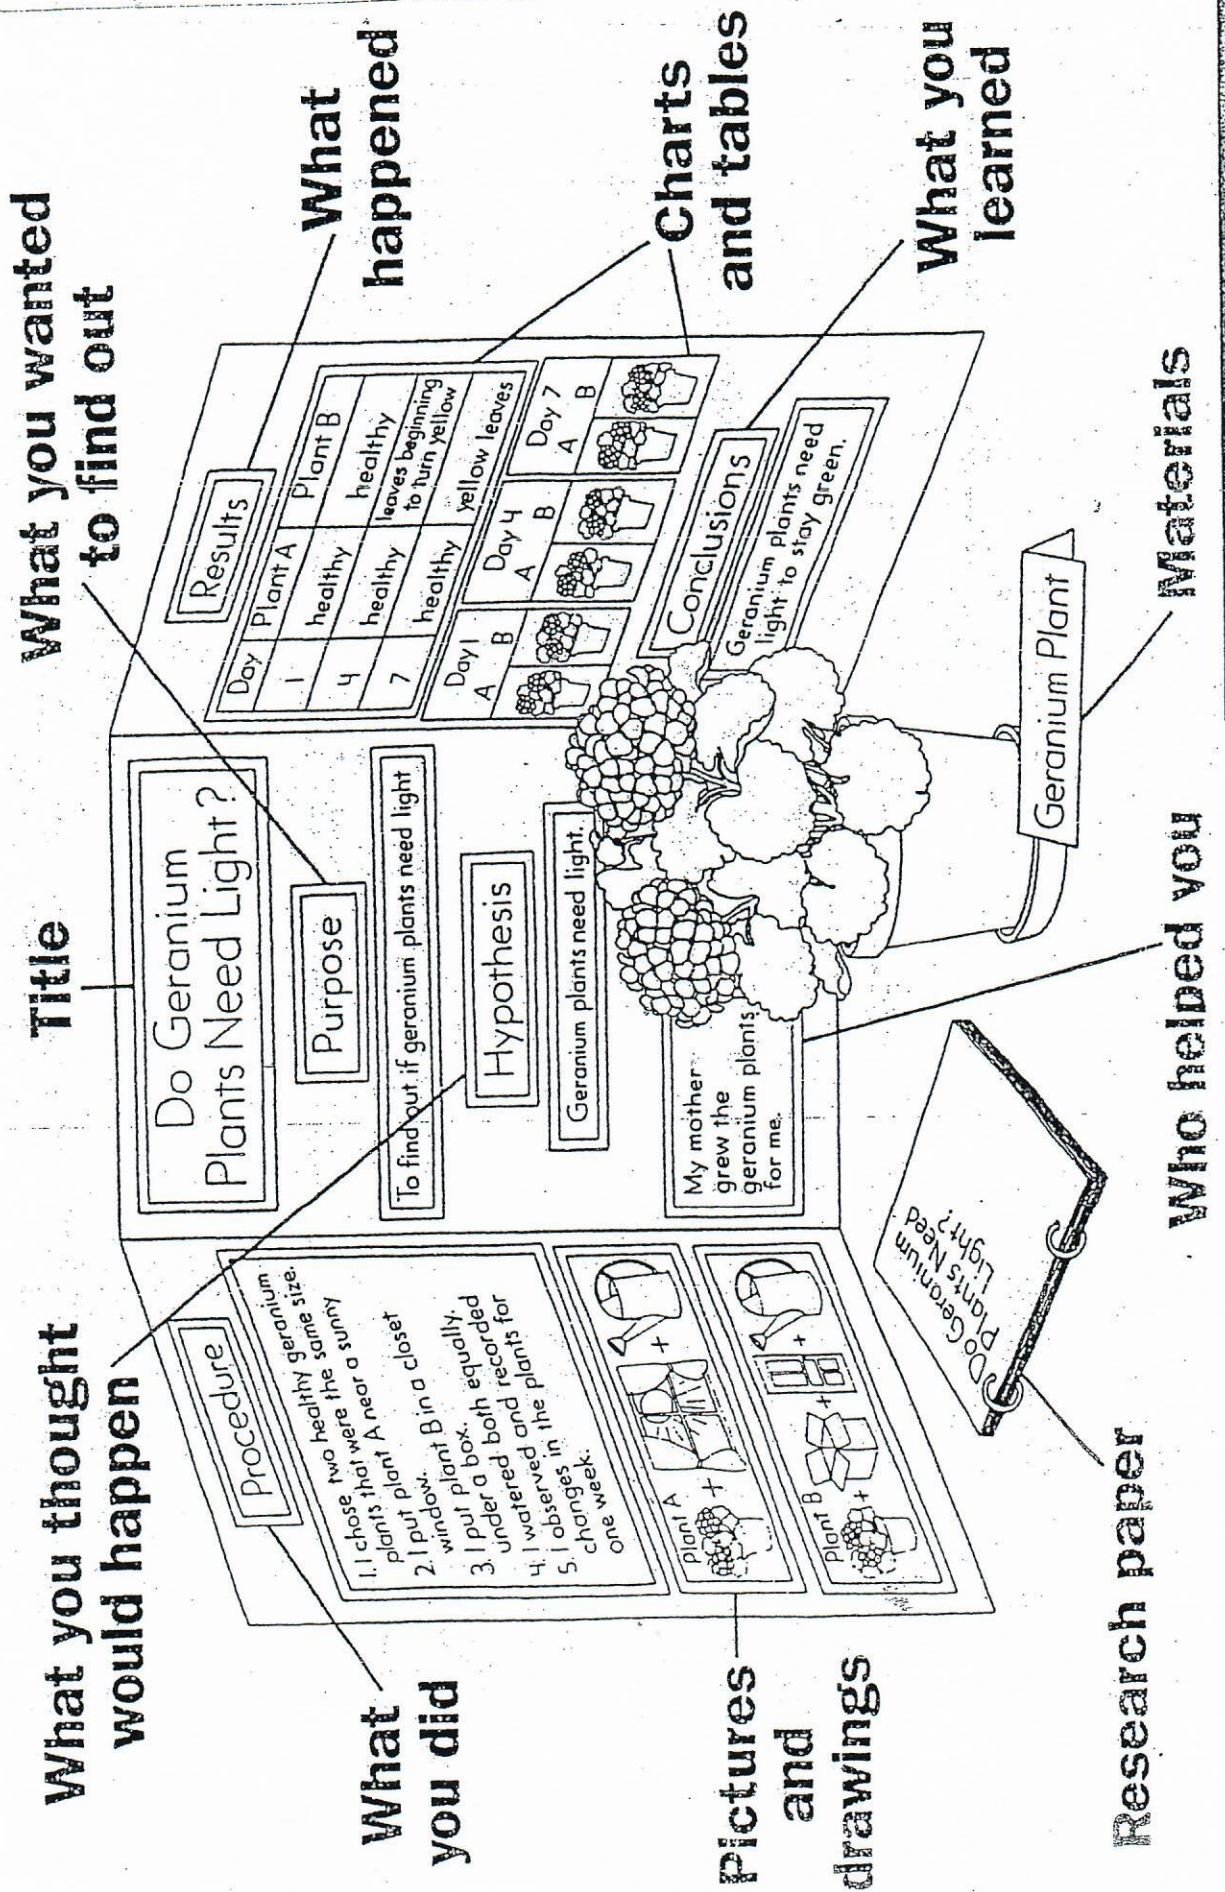 What you thought
would happen
Title
What you wanted
to find out
What
you did
What
happened
Pictures
and
drawings
Charts
and tables
What you
learned
Research paper
Who helped you
Materials
Procedure
1. I chose two healthy geranium
plants that were the same size.
2. I put plant A near a sunny
window.
3. I put plant B in a closet
under a box.
4. I watered both equally.
5. I observed and recorded
changes in the plants for
one week.
Plant A
+
+
Plant B
+
+
+
Do Geranium
Plants Need Light?
Purpose
To find out if geranium plants need light
Hypothesis
Geranium plants need light.
My mother
grew the
geranium plants
for me.
Results
Day Plant A Plant B
1 healthy healthy
4 healthy leaves beginning
to turn yellow
7 healthy yellow leaves
Day 1 Day 4 Day 7
A B A B A B
Conclusions
Geranium plants need
light to stay green.
Geranium Plant
Do Geranium
Plants Need
Light?